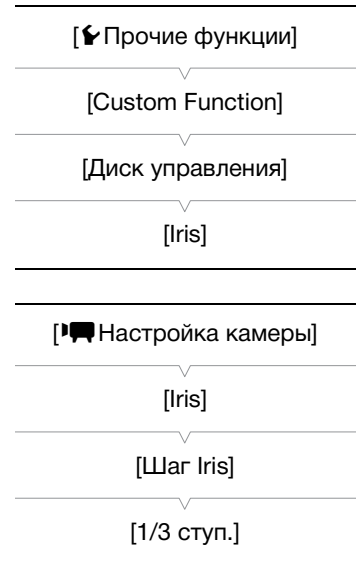 [Прочие функции]
[Custom Function]
[Диск управления]
[Iris]
[Настройка камеры]
[Iris]
[Шаг Iris]
[1/3 ступ.]